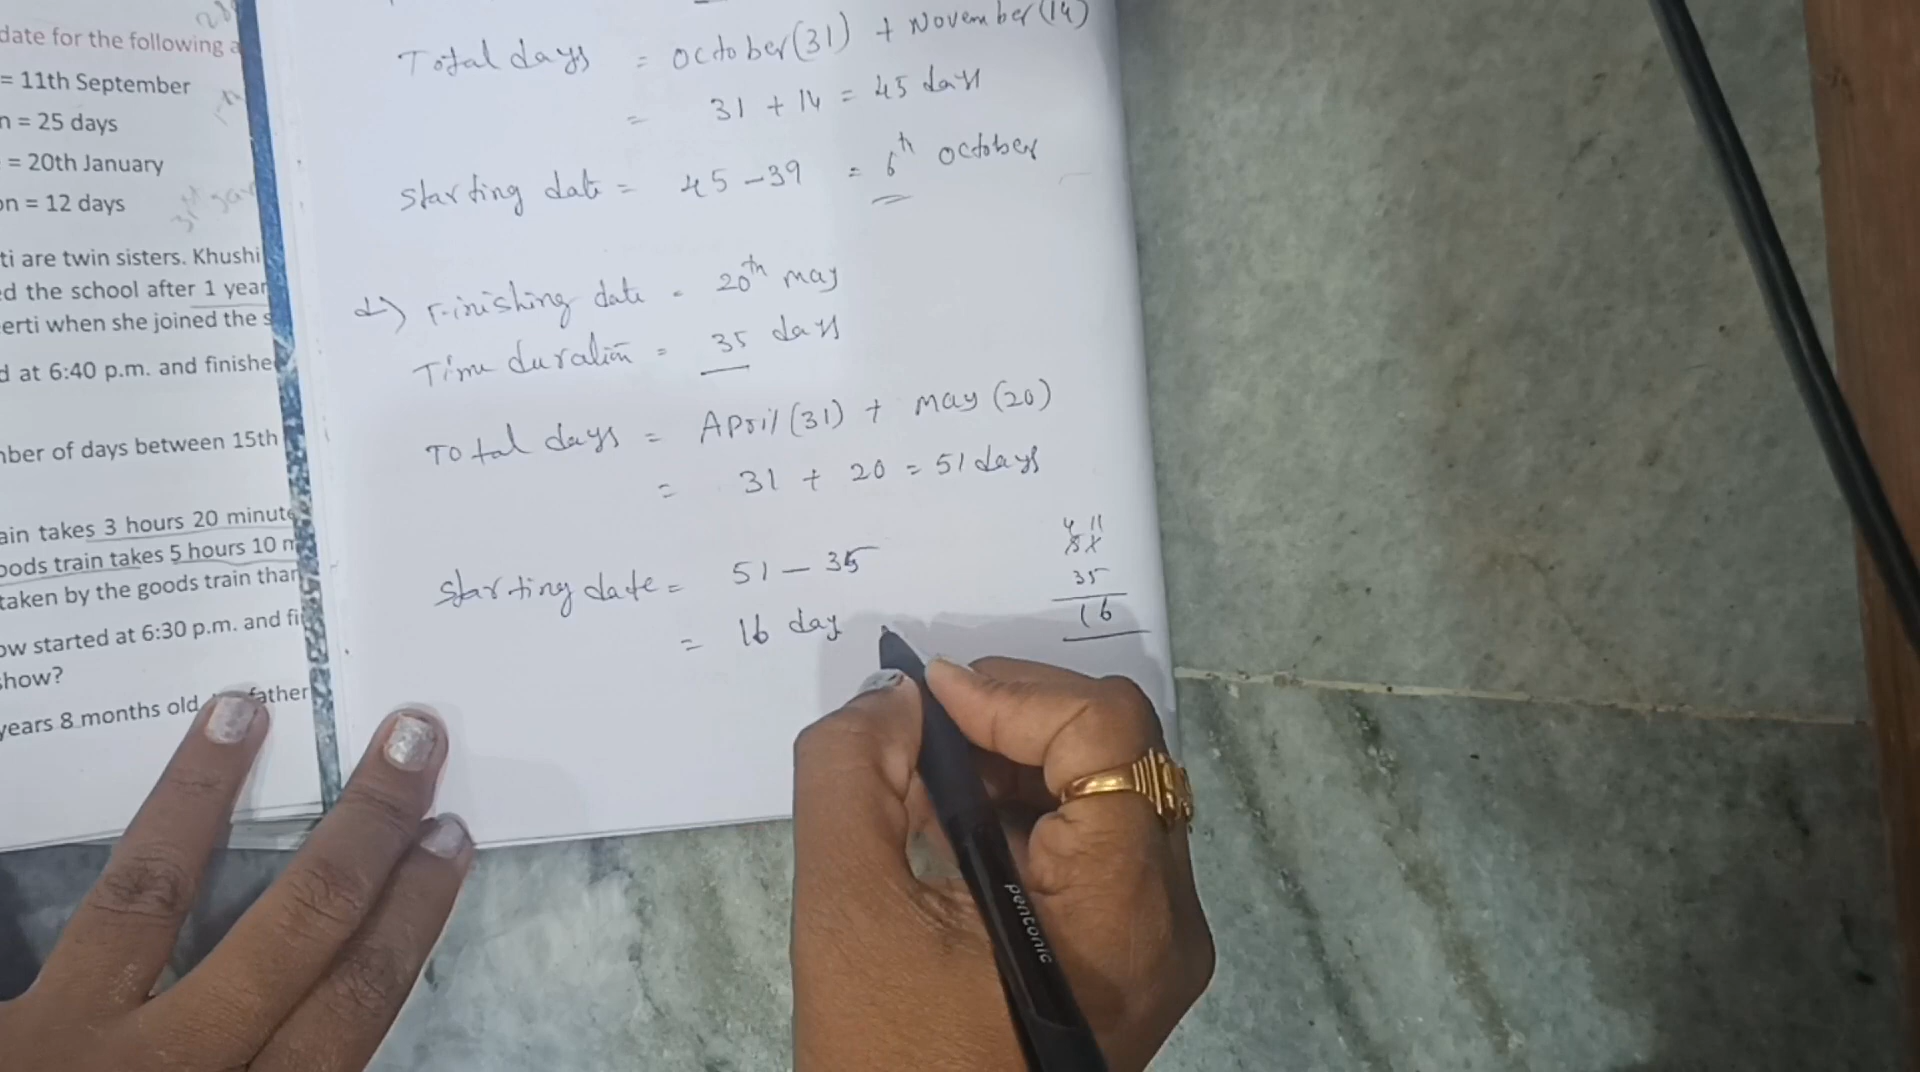 date for the following a
= 11th September
n = 25 days
= 20th January
on = 12 days
ti are twin sisters. Khushi
ed the school after 1 year
erti when she joined the s
d at 6:40 p.m. and finishe
nber of days between 15th
ain takes 3 hours 20 minute
oods train takes 5 hours 10 m
taken by the goods train than
ow started at 6:30 p.m. and fi
show?
years 8 months old father
Total days = October(31) + November(14)
= 31 + 14 = 45 days
Starting date = 45 - 39 = 6th October
d) Finishing date = 20th may
Time duration = 35 days
Total days = April (31) + may (20)
= 31 + 20 = 51 days
Starting date = 51 - 35
= 16 day
4 11
51
35
16
pentonic